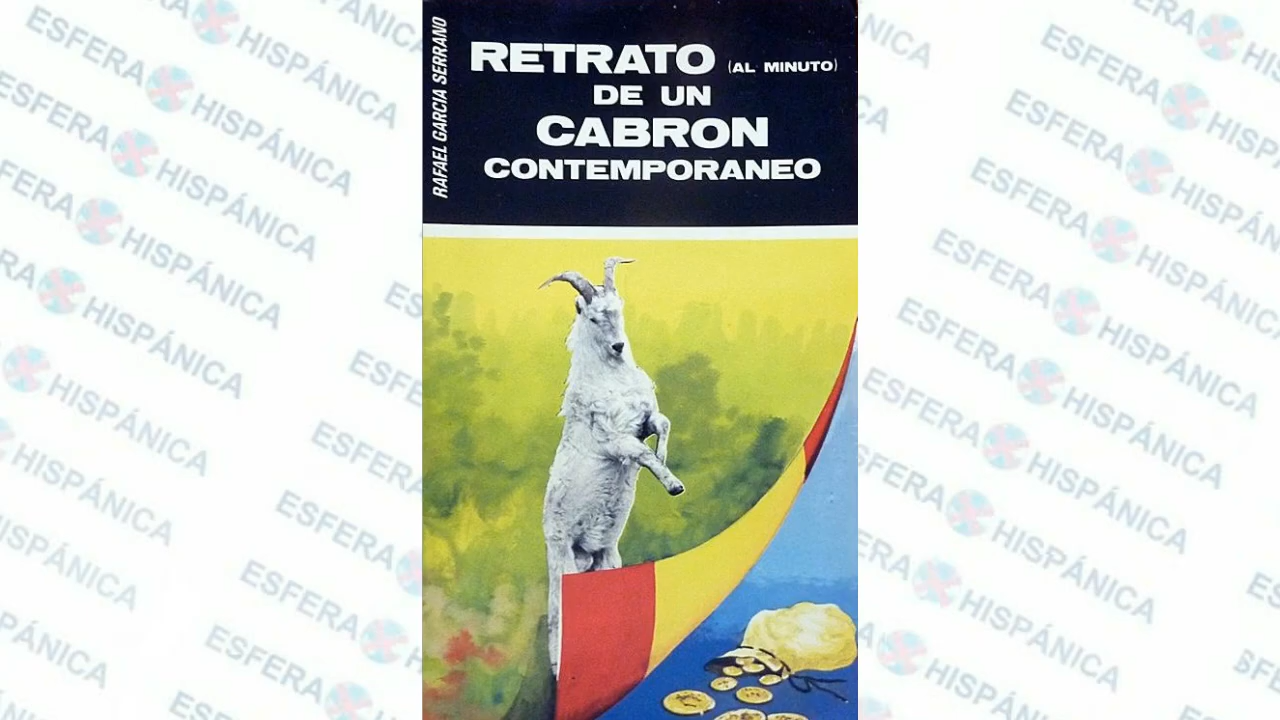 RAFAEL GARCIA SERRANO
RETRATO (AL MINUTO)
DE UN
CABRON
CONTEMPORANEO
ESFERA HISPÁNICA